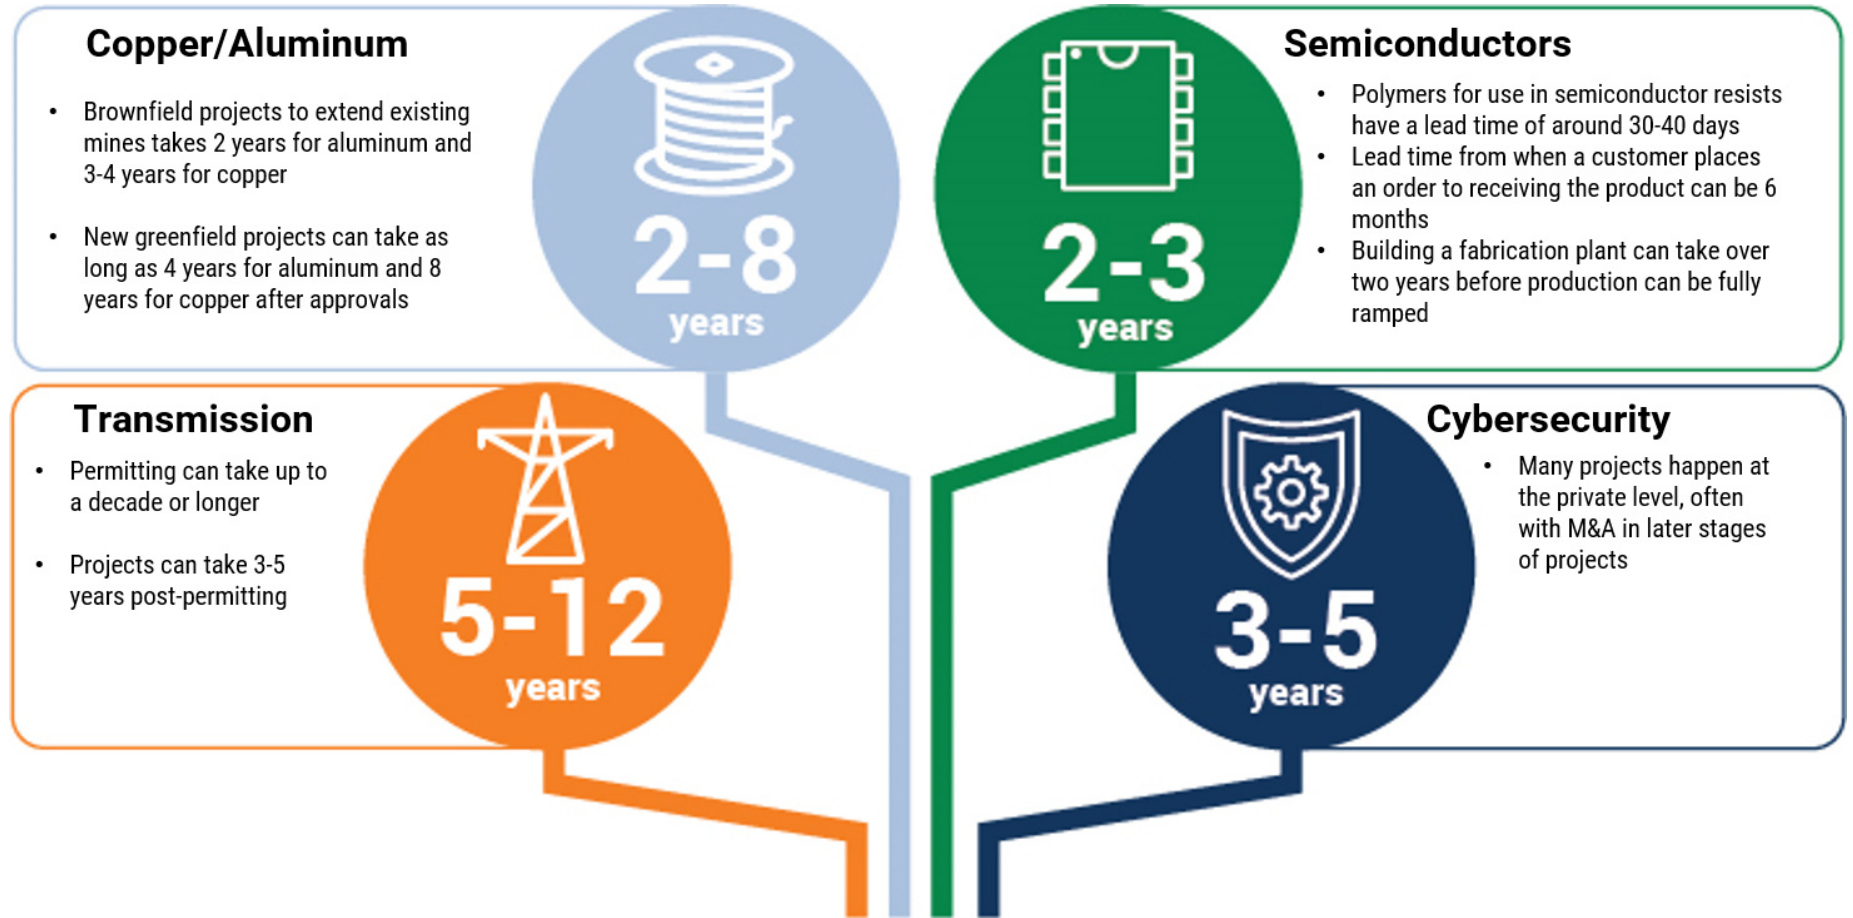 Copper/Aluminum
• Brownfield projects to extend existing
mines takes 2 years for aluminum and
3-4 years for copper
• New greenfield projects can take as
long as 4 years for aluminum and 8
years for copper after approvals
2-8
years
Semiconductors
• Polymers for use in semiconductor resists
have a lead time of around 30-40 days
• Lead time from when a customer places
an order to receiving the product can be 6
months
• Building a fabrication plant can take over
two years before production can be fully
ramped
2-3
years
Transmission
• Permitting can take up to
a decade or longer
• Projects can take 3-5
years post-permitting
5-12
years
Cybersecurity
• Many projects happen at
the private level, often
with M&A in later stages
of projects
3-5
years